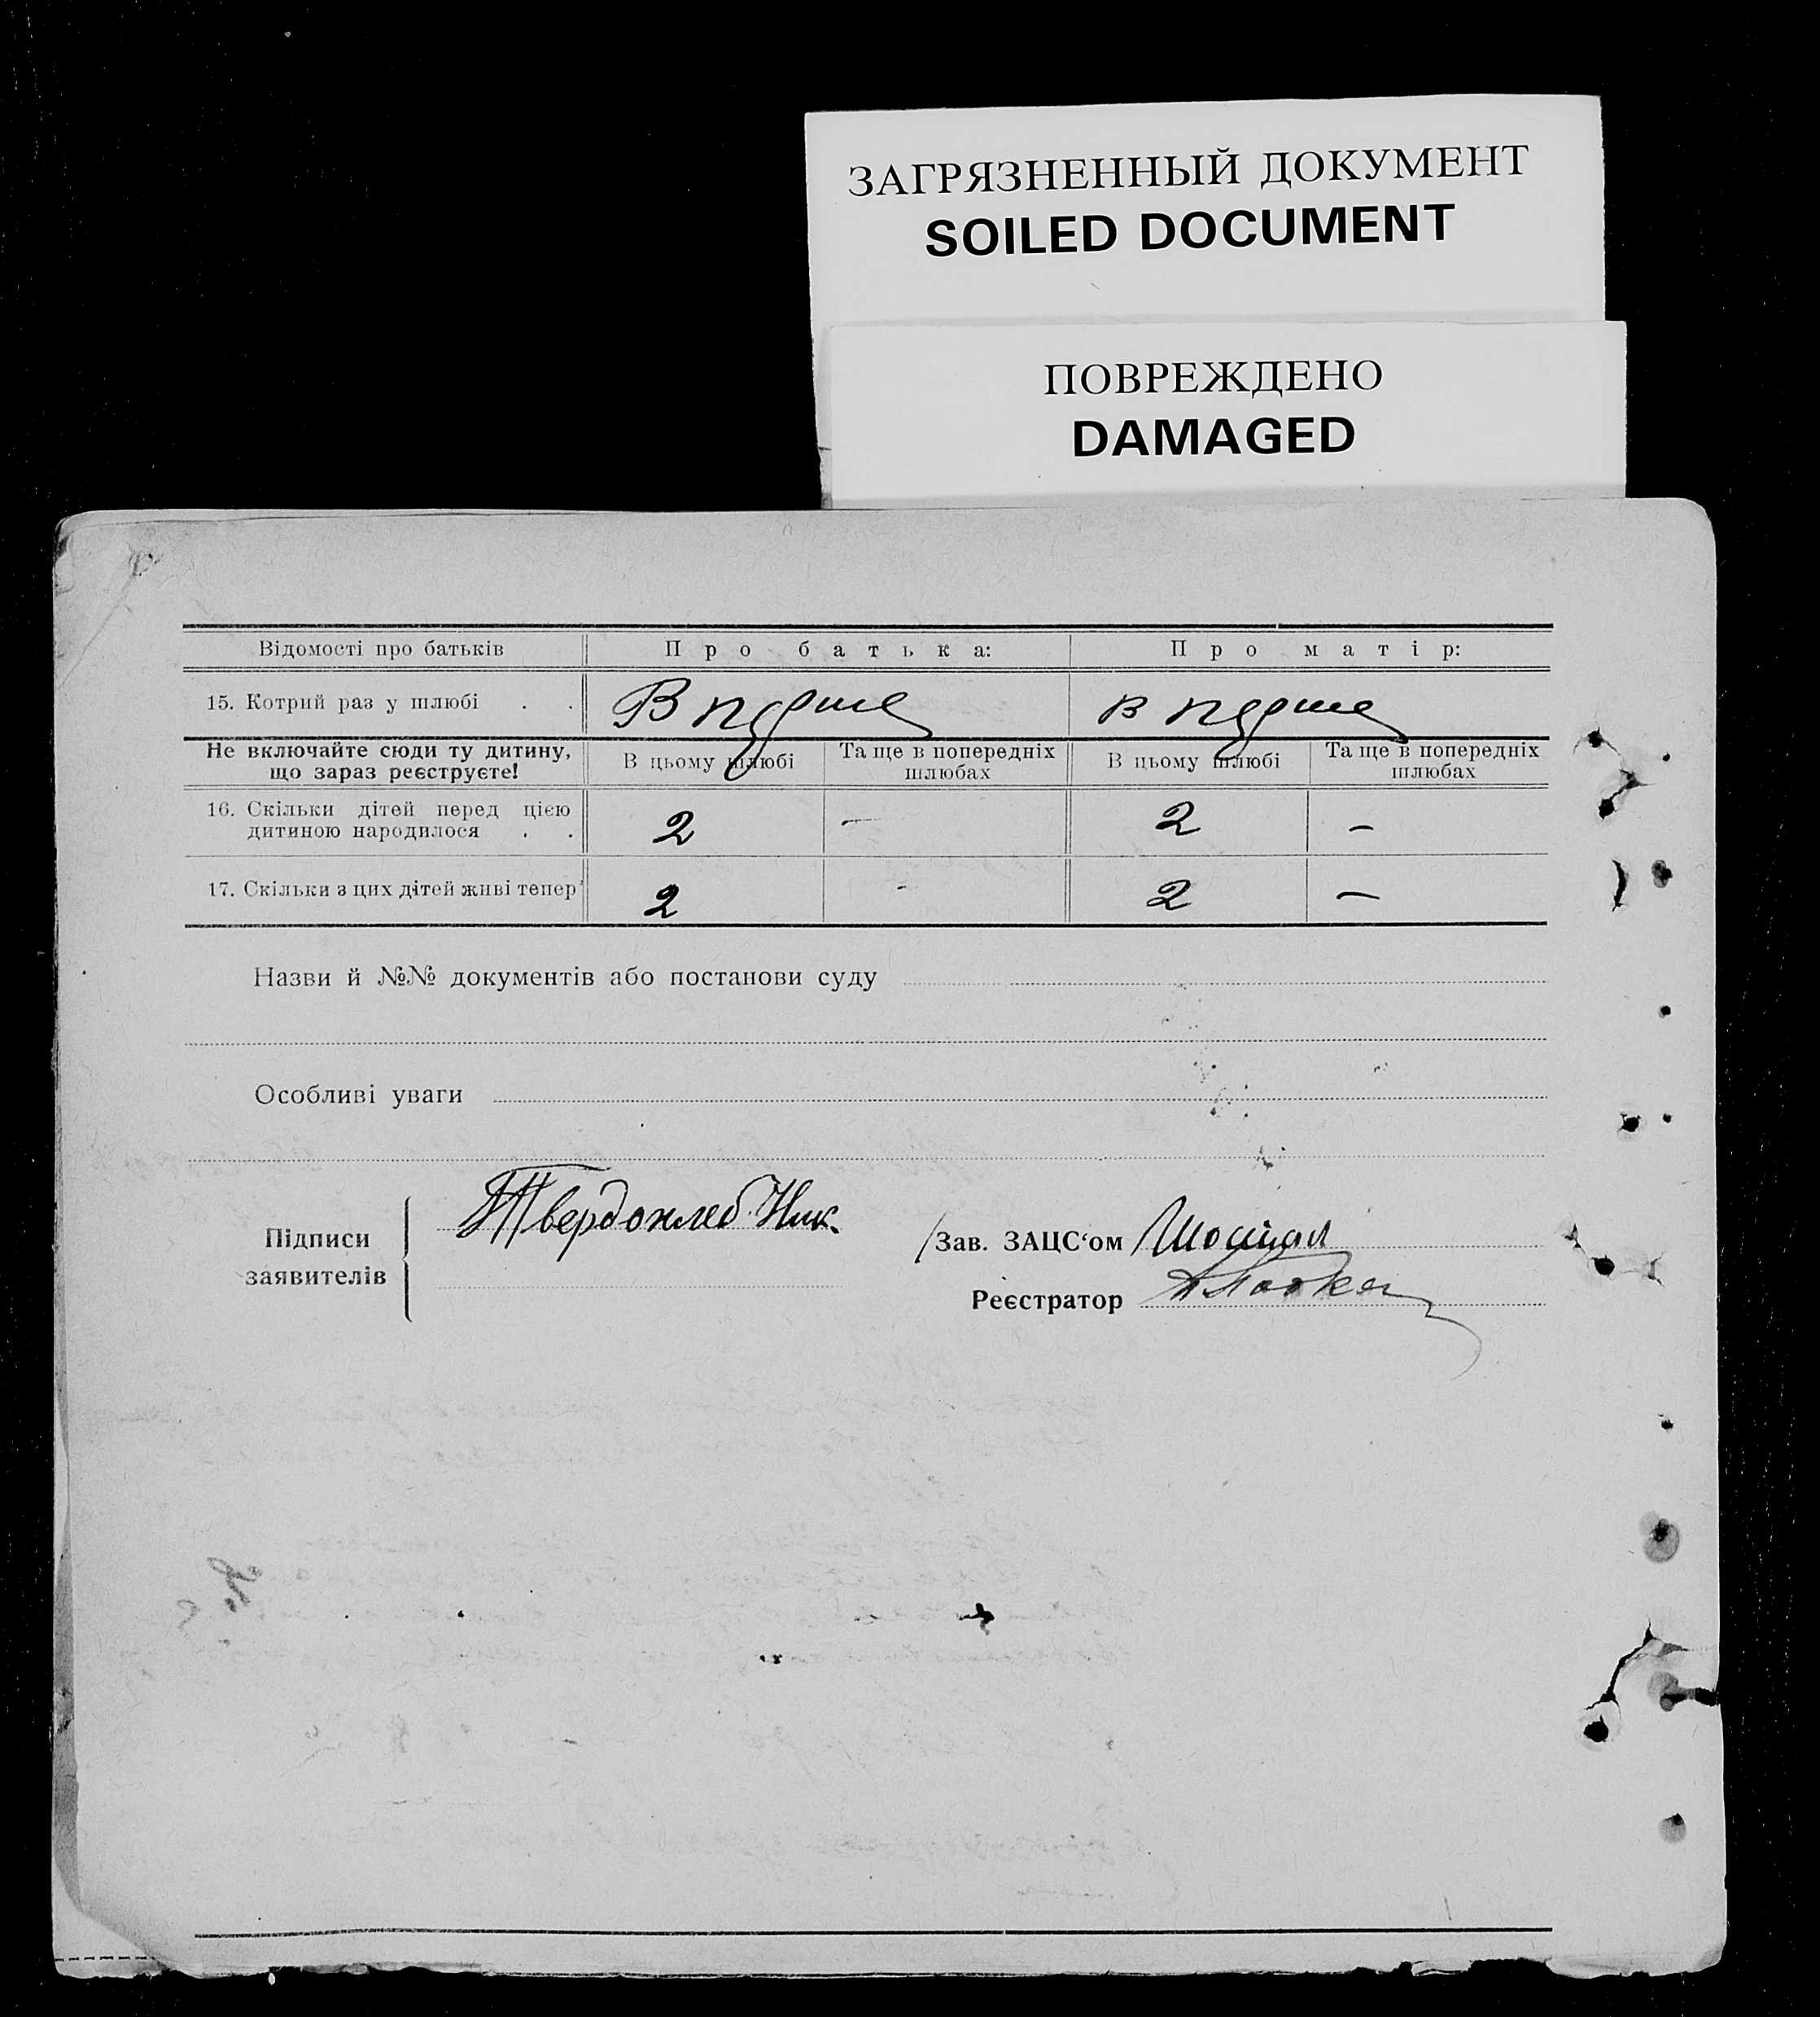 ЗАГРЯЗНЕННЫЙ ДОКУМЕНТ
SOILED DOCUMENT
ПОВРЕЖДЕНО
DAMAGED
Відомості про батьків Про батька: Про матір:
15. Котрий раз у шлюбі . . В перше в перше
Не включайте сюди ту дитину, що зараз реєструєте! В цьому шлюбі Та ще в попередніх шлюбах В цьому шлюбі Та ще в попередніх шлюбах
16. Скільки дітей перед цією
дитиною народилося . . 2 — 2 —
17. Скільки з цих дітей живі тепер 2 - 2 —
Назви й №№ документів або постанови суду
Особливі уваги
Підписи
заявителів
Твердохлеб Ник.
Зав. ЗАЦС‘ом
Реєстратор